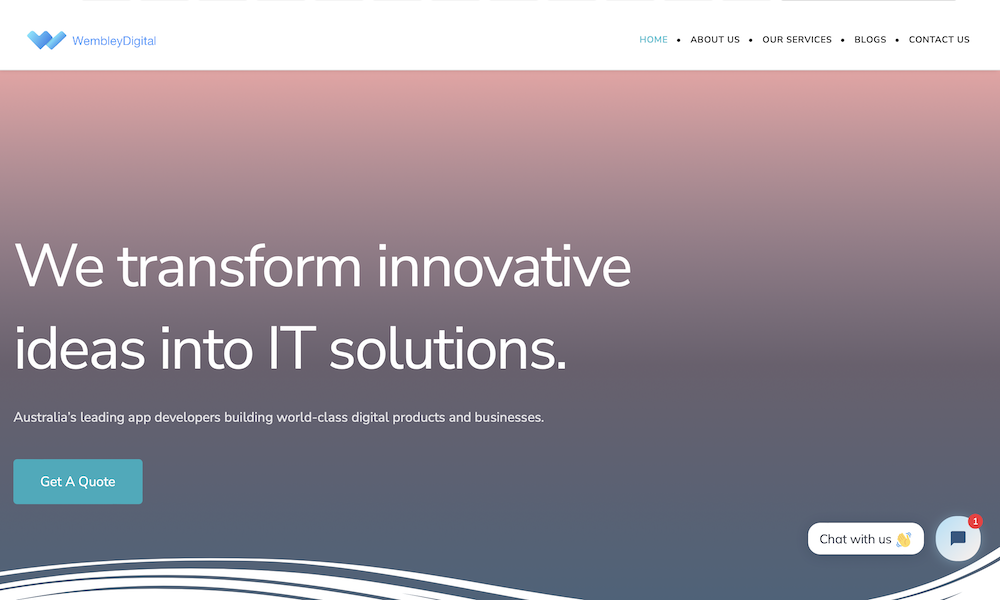 WembleyDigital
HOME • ABOUT US • OUR SERVICES • BLOGS • CONTACT US
We transform innovative
ideas into IT solutions.
Australia's leading app developers building world-class digital products and businesses.
Get A Quote
1
Chat with us 👋